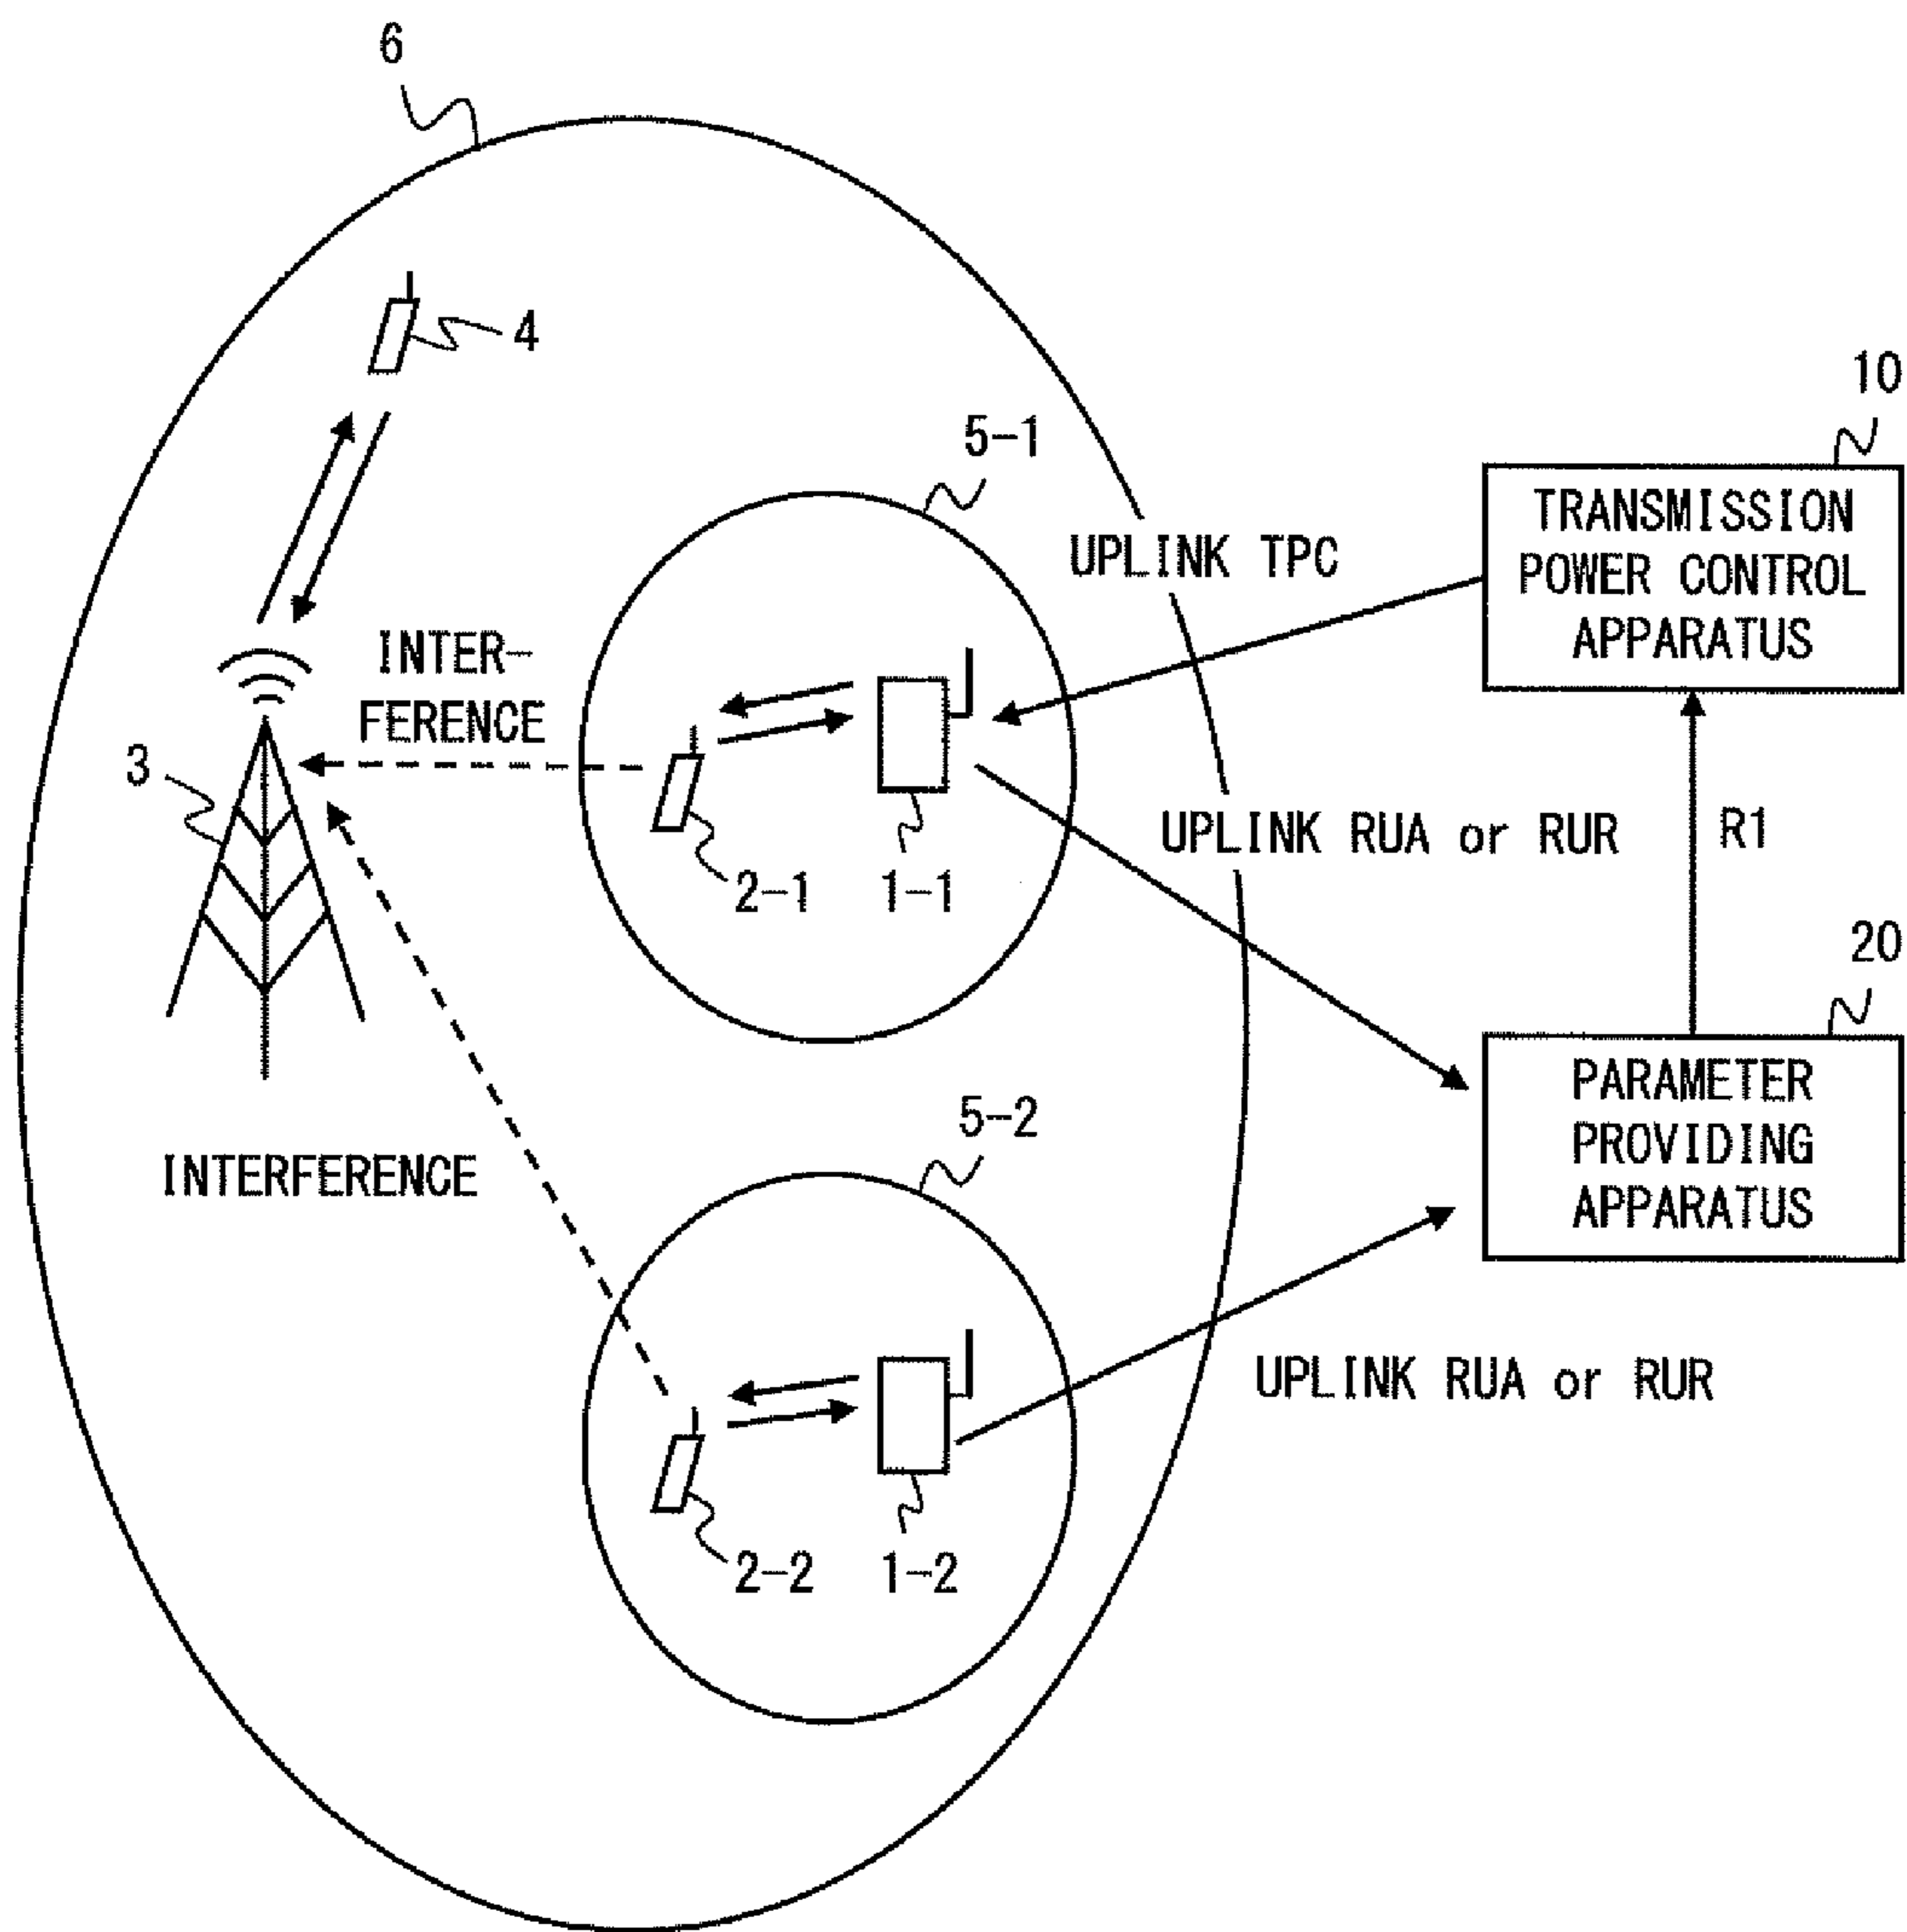 6
4
10
5-1
TRANSMISSION
POWER CONTROL
APPARATUS
UPLINK TPC
INTER-
FERENCE
3
UPLINK RUA or RUR
R1
2-1
1-1
20
5-2
PARAMETER
PROVIDING
APPARATUS
INTERFERENCE
UPLINK RUA or RUR
2-2
1-2